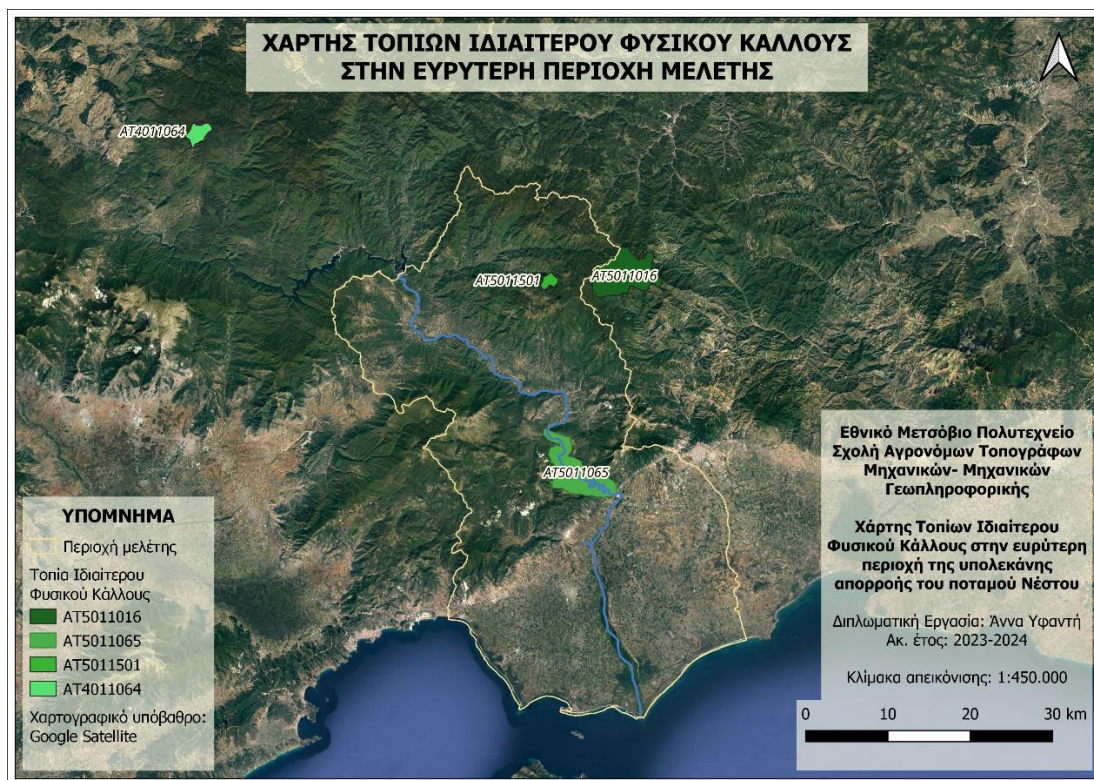 ΧΑΡΤΗΣ ΤΟΠΙΩΝ ΙΔΙΑΙΤΕΡΟΥ ΦΥΣΙΚΟΥ ΚΑΛΛΟΥΣ
ΣΤΗΝ ΕΥΡΥΤΕΡΗ ΠΕΡΙΟΧΗ ΜΕΛΕΤΗΣ
AT4011064
AT5011501
AT5011016
AT5011065
ΥΠΟΜΝΗΜΑ
Περιοχή μελέτης
Τοπία Ιδιαίτερου
Φυσικού Κάλλους
AT5011016
AT5011065
AT5011501
AT4011064
Χαρτογραφικό υπόβαθρο:
Google Satellite
Εθνικό Μετσόβιο Πολυτεχνείο
Σχολή Αγρονόμων Τοπογράφων
Μηχανικών- Μηχανικών
Γεωπληροφορικής
Χάρτης Τοπίων Ιδιαίτερου
Φυσικού Κάλλους στην ευρύτερη
περιοχή της υπολεκάνης
απορροής του ποταμού Νέστου
Διπλωματική Εργασία: Άννα Υφαντή
Ακ. έτος: 2023-2024
Κλίμακα απεικόνισης: 1:450.000
0 10 20 30 km